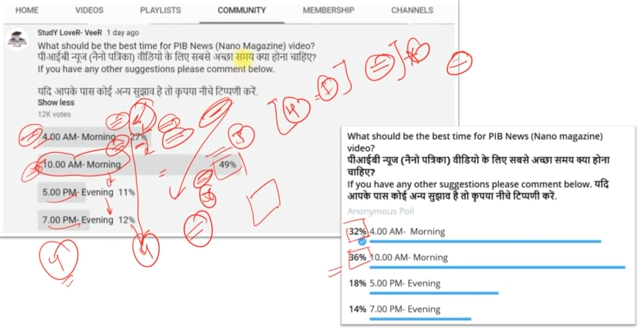 HOME VIDEOS PLAYLISTS COMMUNITY MEMBERSHIP CHANNELS
StudY LoveR- VeeR 1 day ago
What should be the best time for PIB News (Nano Magazine) video?
पीआईबी न्यूज (नैनो पत्रिका) वीडियो के लिए सबसे अच्छा समय क्या होना चाहिए?
If you have any other suggestions please comment below.
यदि आपके पास कोई अन्य सुझाव है तो कृपया नीचे टिप्पणी करें.
Show less
12K votes
4.00 AM- Morning 27%
10.00 AM- Morning 49%
5.00 PM- Evening 11%
7.00 PM- Evening 12%
What should be the best time for PIB News (Nano magazine)
video?
पीआईबी न्यूज (नैनो पत्रिका) वीडियो के लिए सबसे अच्छा समय क्या होना
चाहिए?
If you have any other suggestions please comment below. यदि
आपके पास कोई अन्य सुझाव है तो कृपया नीचे टिप्पणी करें.
Anonymous Poll
32% 4.00 AM- Morning
36% 10.00 AM- Morning
18% 5.00 PM- Evening
14% 7.00 PM- Evening